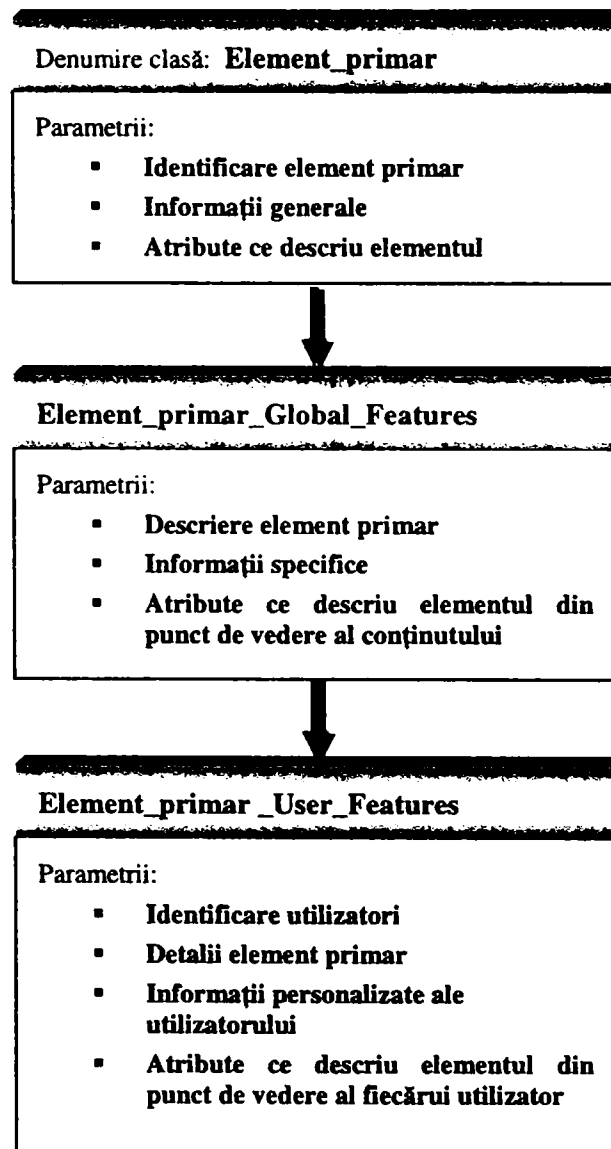 Denumire clasă: Element_primar
Parametrii:
▪ Identificare element primar
▪ Informații generale
▪ Atribute ce descriu elementul
Element_primar_Global_Features
Parametrii:
▪ Descriere element primar
▪ Informații specifice
▪ Atribute ce descriu elementul din
punct de vedere al conținutului
Element_primar _User_Features
Parametrii:
▪ Identificare utilizatori
▪ Detalii element primar
▪ Informații personalizate ale
utilizatorului
▪ Atribute ce descriu elementul din
punct de vedere al fiecărui utilizator